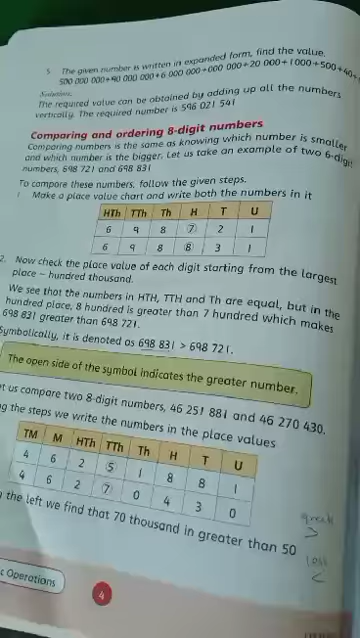 5. The given number is written in expanded form, find the value.
500 000 000+90 000 000+6 000 000+000 000+20 000+1000+500+40+
Solution:
The required value can be obtained by adding up all the numbers
vertically. The required number is 596 021 541
Comparing and ordering 8-digit numbers
Comparing numbers is the same as knowing which number is smaller
and which number is the bigger. Let us take an example of two 6-digit
numbers, 698 721 and 698 831
To compare these numbers, follow the given steps.
1. Make a place value chart and write both the numbers in it
HTh TTh Th H T U
6 9 8 7 2 1
6 9 8 8 3 1
2. Now check the place value of each digit starting from the largest
place – hundred thousand.
We see that the numbers in HTH, TTH and Th are equal, but in the
hundred place, 8 hundred is greater than 7 hundred which makes
698 831 greater than 698 721.
Symbolically, it is denoted as 698 831 > 698 721.
The open side of the symbol indicates the greater number.
et us compare two 8-digit numbers, 46 251 881 and 46 270 430.
g the steps we write the numbers in the place values
TM M HTh TTh Th H T U
4 6 2 5 1 8 8 1
4 6 2 7 0 4 3 0
the left we find that 70 thousand in greater than 50
>
<
c Operations
4